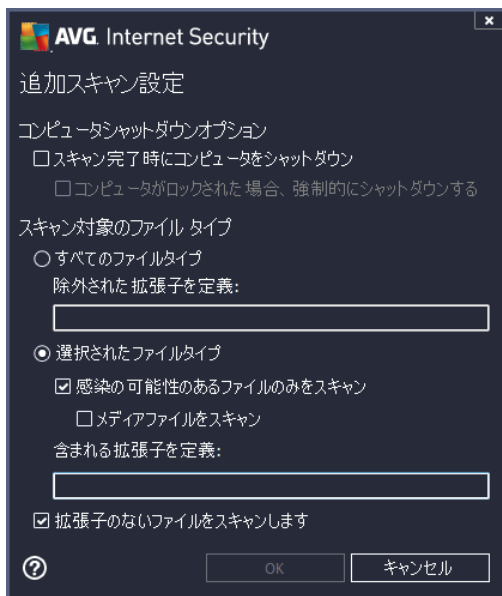 AVG. Internet Security
追加スキャン設定
コンピュータシャットダウンオプション
スキャン完了時にコンピュータをシャットダウン
コンピュータがロックされた場合、強制的にシャットダウンする
スキャン対象のファイル タイプ
すべてのファイルタイプ
除外された拡張子を定義:
選択されたファイルタイプ
感染の可能性のあるファイルのみをスキャン
メディアファイルをスキャン
含まれる拡張子を定義:
拡張子のないファイルをスキャンします
OK
キャンセル